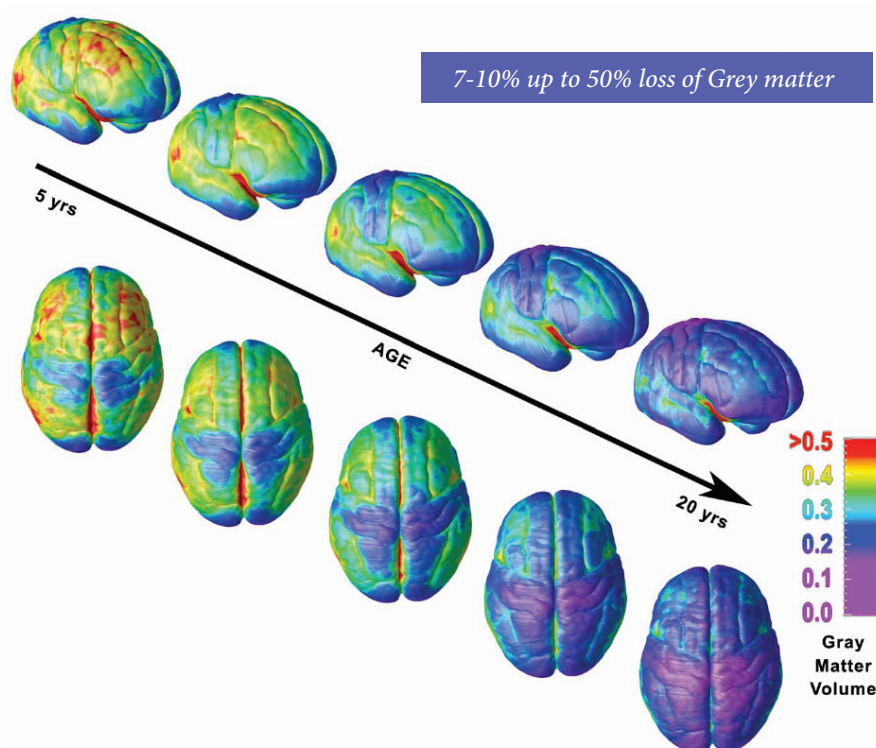 7-10% up to 50% loss of Grey matter
5 yrs
AGE
20 yrs
>0.5
0.4
0.3
0.2
0.1
0.0
Gray
Matter
Volume